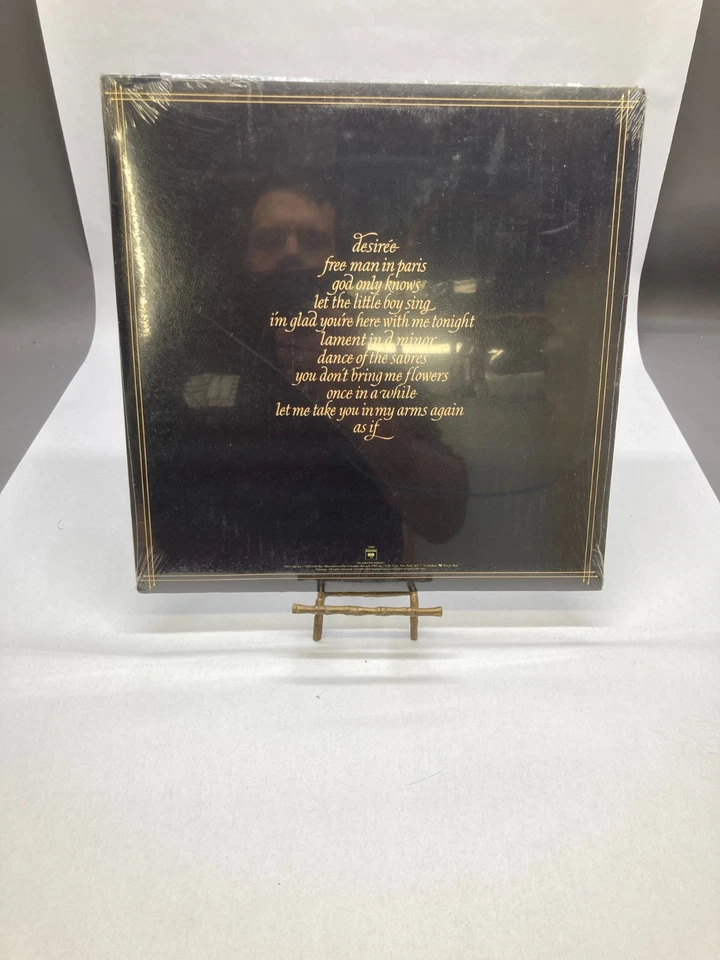 desirée
free man in paris
god only knows
let the little boy sing
i'm glad you're here with me tonight
lament in d minor
dance of the sabres
you don't bring me flowers
once in a while
let me take you in my arms again
as if